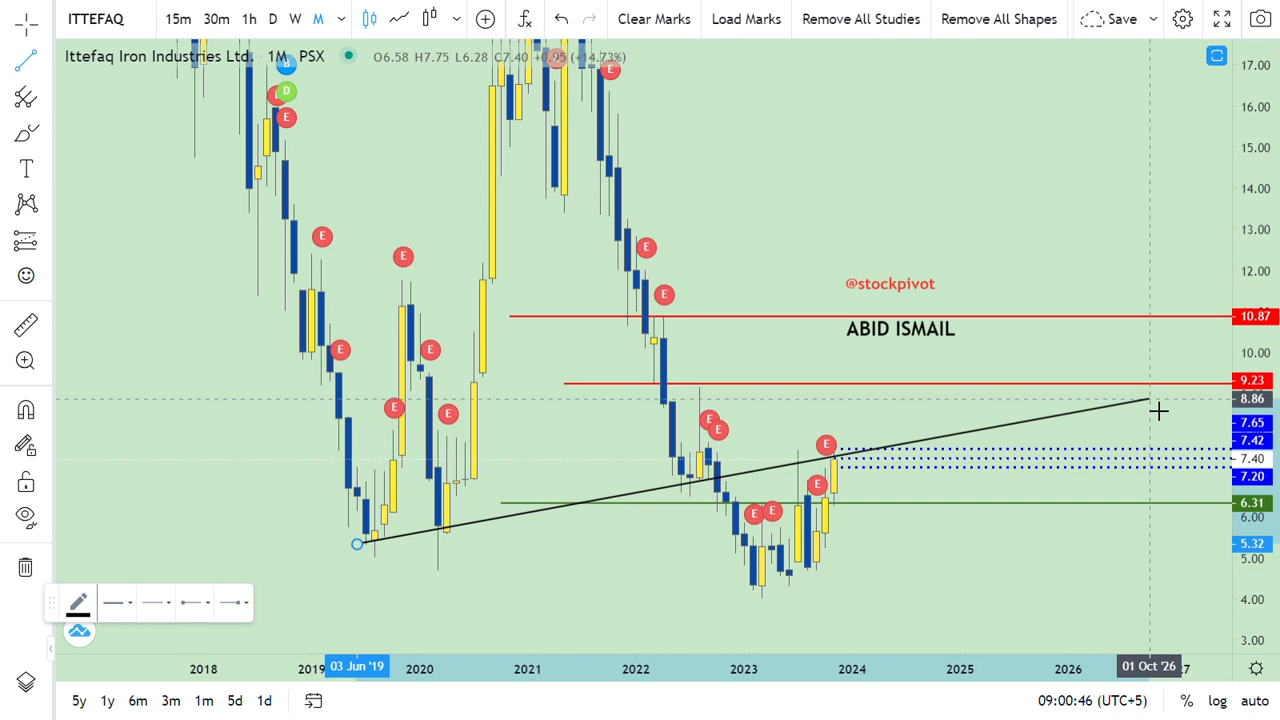 ITTEFAQ 15m 30m 1h D W M Clear Marks Load Marks Remove All Studies Remove All Shapes Save
Ittefaq Iron Industries Ltd. 1M PSX O6.58 H7.75 L6.28 C7.40 +0.95 (+14.73%)
17.00
B
E D
E
E
E
16.00
E
15.00
14.00
E
13.00
E
E
12.00
@stockpivot
E
10.87
ABID ISMAIL
E
E
10.00
9.23
8.86
E
E
E
E
7.65
E
7.42
7.40
7.20
E
6.31
E
E
6.00
5.32
5.00
4.00
3.00
2018 2019 03 Jun '19 2020 2021 2022 2023 2024 2025 2026 01 Oct '26 27
5y 1y 6m 3m 1m 5d 1d 09:00:46 (UTC+5) % log auto